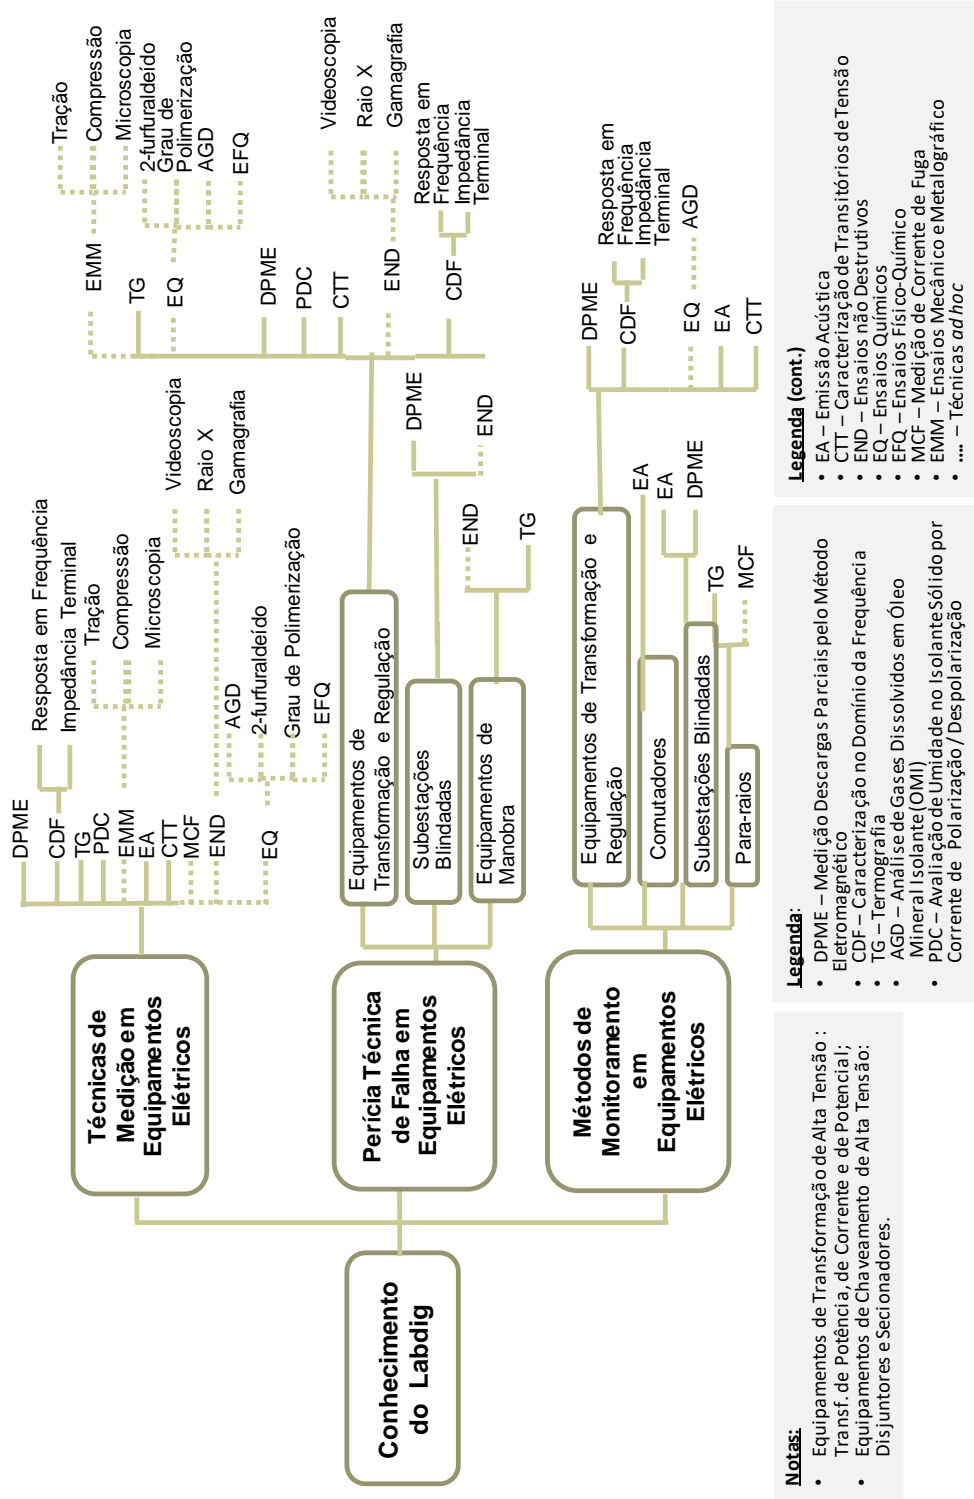 Conhecimento
do Labdig
Técnicas de
Medição em
Equipamentos
Elétricos
DPME
CDF
Resposta em Frequência
Impedância Terminal
TG
PDC
EMM
Tração
Compressão
Microscopia
EA
CTT
MCF
END
Videoscopia
Raio X
Gamagrafia
EQ
AGD
2-furfuraldeído
Grau de Polimerização
EFQ
Perícia Técnica
de Falha em
Equipamentos
Elétricos
Equipamentos de
Transformação e Regulação
EMM
Tração
Compressão
Microscopia
TG
EQ
2-furfuraldeído
Grau de
Polimerização
AGD
EFQ
DPME
PDC
CTT
END
Videoscopia
Raio X
Gamagrafia
CDF
Resposta em
Frequência
Impedância
Terminal
Subestações
Blindadas
DPME
END
Equipamentos de
Manobra
END
TG
Métodos de
Monitoramento
em
Equipamentos
Elétricos
Equipamentos de Transformação e
Regulação
DPME
CDF
Resposta em
Frequência
Impedância
Terminal
EQ
AGD
EA
CTT
Comutadores
EA
Subestações Blindadas
EA
DPME
Para-raios
TG
MCF
Notas:
• Equipamentos de Transformação de Alta Tensão :
Transf. de Potência, de Corrente e de Potencial;
• Equipamentos de Chaveamento de Alta Tensão:
Disjuntores e Secionadores.
Legenda:
• DPME – Medição Descargas Parciais pelo Método
Eletromagnético
• CDF – Caracterização no Domínio da Frequência
• TG – Termografia
• AGD – Análise de Gases Dissolvidos em Óleo
Mineral Isolante (OMI)
• PDC – Avaliação de Umidade no Isolante Sólido por
Corrente de Polarização / Despolarização
Legenda (cont.)
• EA – Emissão Acústica
• CTT – Caracterização de Transitórios de Tensão
• END – Ensaios não Destrutivos
• EQ – Ensaios Químicos
• EFQ – Ensaios Físico-Químico
• MCF – Medição de Corrente de Fuga
• EMM – Ensaios Mecânico e Metalográfico
• .... – Técnicas ad hoc